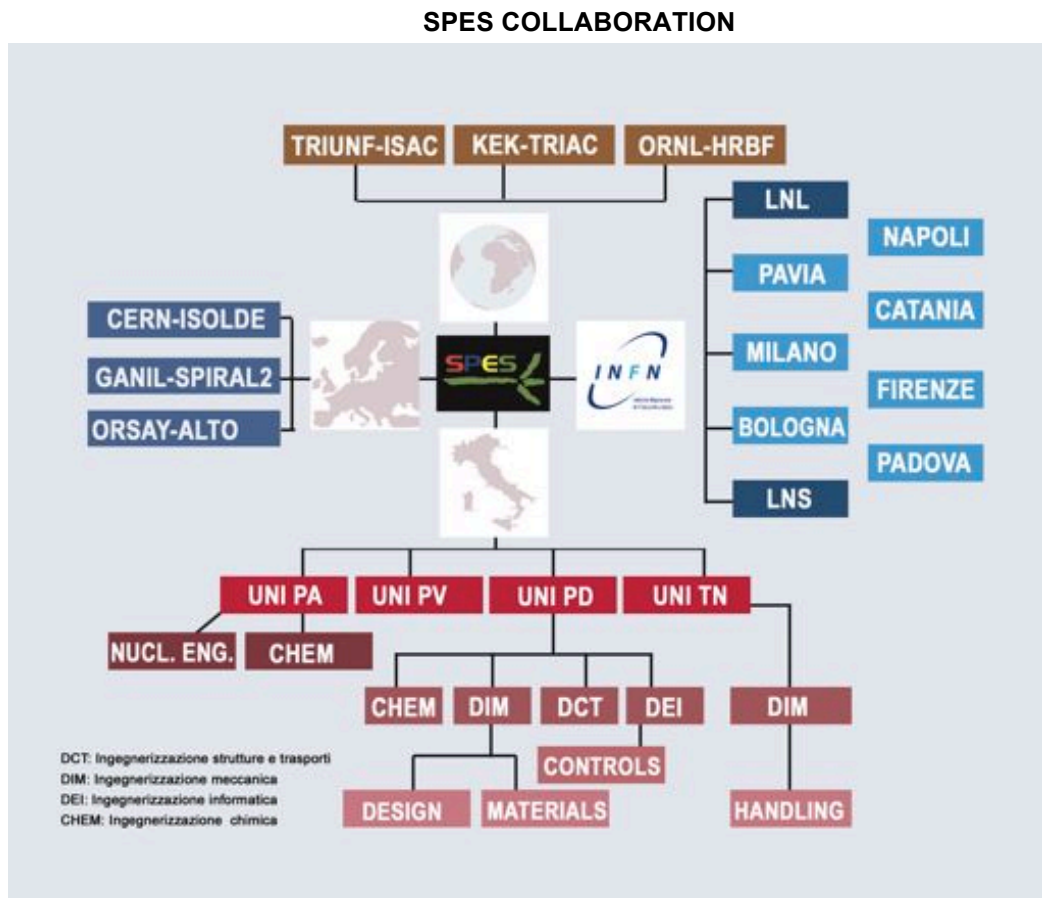 SPES COLLABORATION
TRIUNF-ISAC
KEK-TRIAC
ORNL-HRBF
LNL
NAPOLI
PAVIA
CATANIA
MILANO
FIRENZE
BOLOGNA
PADOVA
LNS
CERN-ISOLDE
GANIL-SPIRAL2
ORSAY-ALTO
SPES
INFN
UNI PA
UNI PV
UNI PD
UNI TN
NUCL. ENG.
CHEM
CHEM
DIM
DCT
DEI
DIM
CONTROLS
DESIGN
MATERIALS
HANDLING
DCT: Ingegnerizzazione strutture e trasporti
DIM: Ingegnerizzazione meccanica
DEI: Ingegnerizzazione informatica
CHEM: Ingegnerizzazione chimica